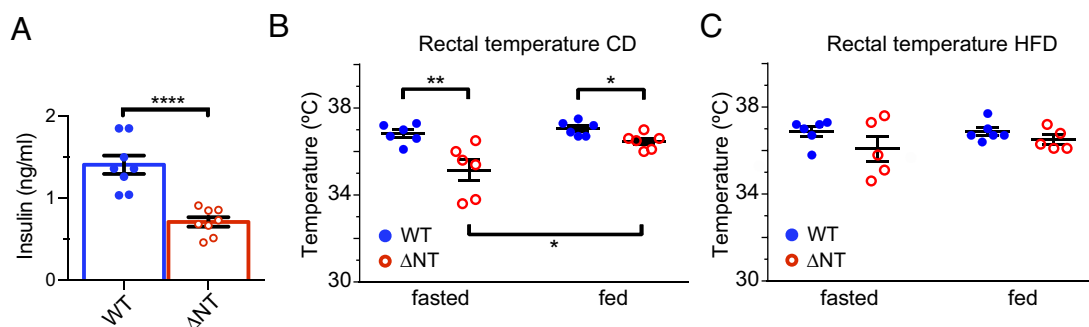 A
Insulin (ng/ml)
2
1
0
****
WT
ΔNT
B
Rectal temperature CD
Temperature (ºC)
38
34
30
**
*
*
WT
ΔNT
fasted
fed
C
Rectal temperature HFD
Temperature (ºC)
38
34
30
WT
ΔNT
fasted
fed